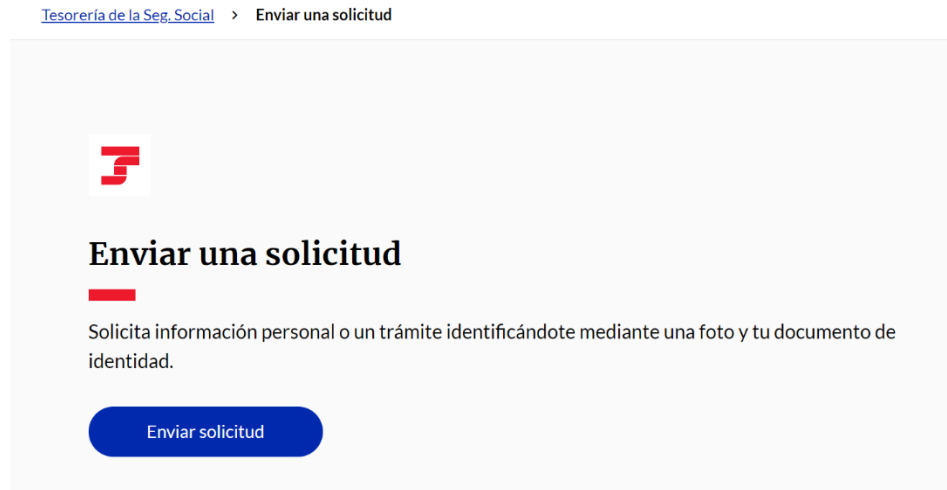 Tesorería de la Seg. Social > Enviar una solicitud
Enviar una solicitud
Solicita información personal o un trámite identificándote mediante una foto y tu documento de
identidad.
Enviar solicitud